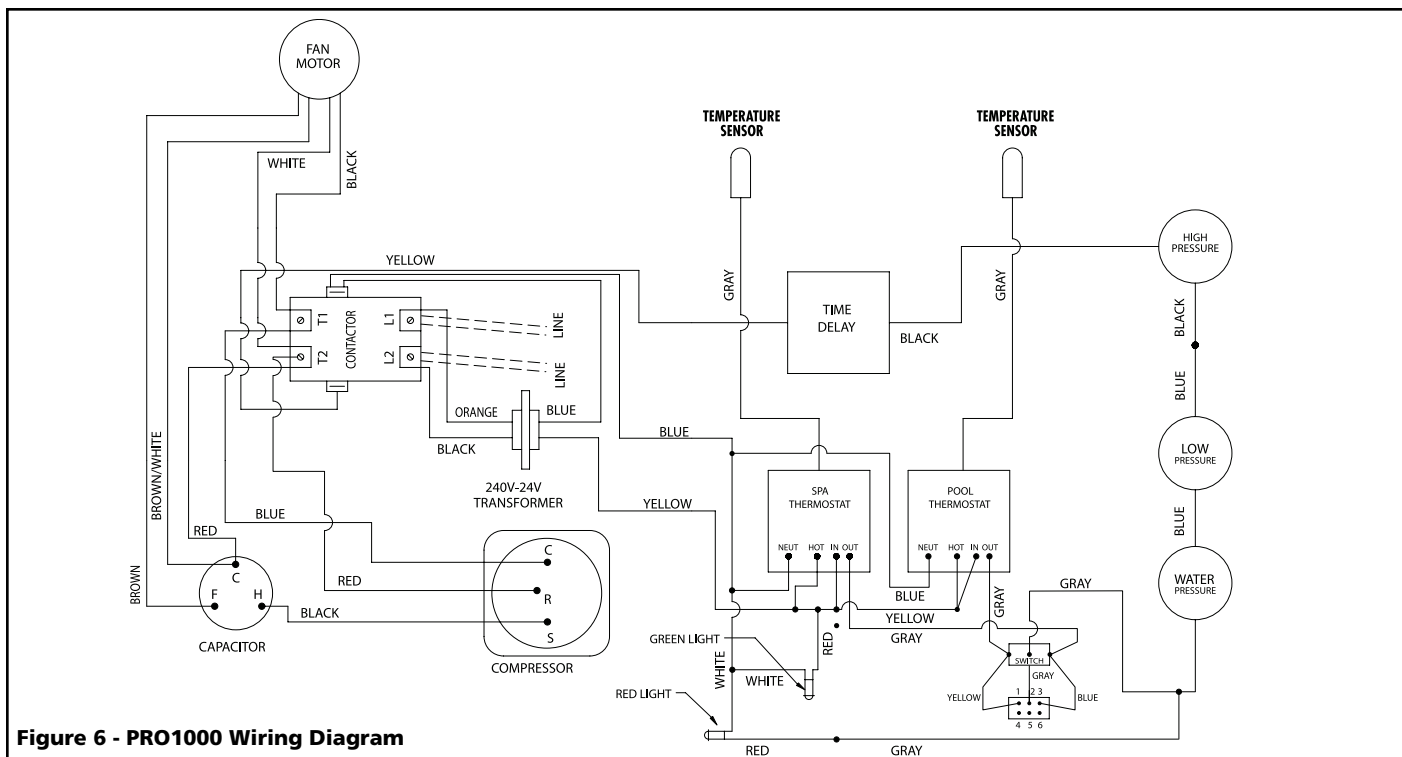 FAN
MOTOR
TEMPERATURE
SENSOR
TEMPERATURE
SENSOR
WHITE
BLACK
HIGH
PRESSURE
YELLOW
GRAY
GRAY
TIME
DELAY
BLACK
BLACK
T1
T2
CONTACTOR
L1
L2
LINE
LINE
ORANGE
BLUE
BLACK
BLUE
BLUE
LOW
PRESSURE
240V-24V
TRANSFORMER
SPA
THERMOSTAT
POOL
THERMOSTAT
YELLOW
BROWN/WHITE
BLUE
BLUE
RED
NEUT HOT IN OUT
NEUT HOT IN OUT
C
F H
CAPACITOR
BROWN
RED
BLACK
C
R
S
COMPRESSOR
BLUE
GRAY
WATER
PRESSURE
YELLOW
GRAY
GRAY
GREEN LIGHT
RED
WHITE
WHITE
SWITCH
GRAY
RED LIGHT
YELLOW
1 2 3
BLUE
4 5 6
RED
GRAY
Figure 6 - PRO1000 Wiring Diagram